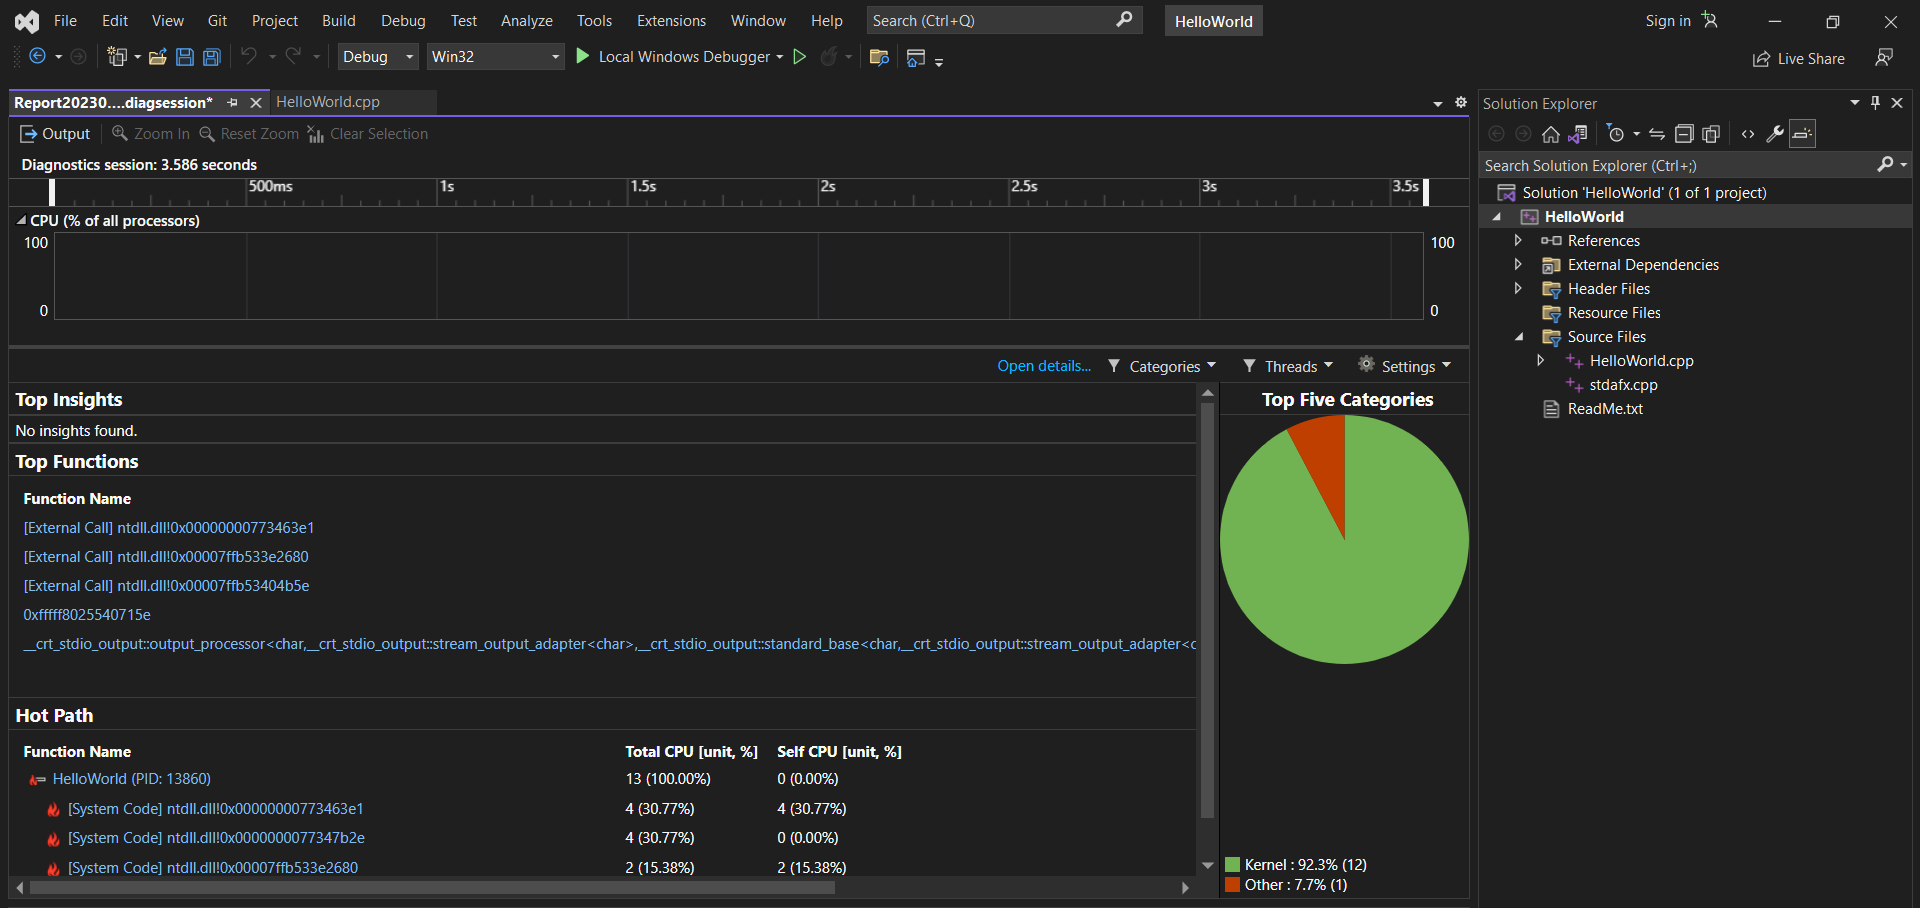 File Edit View Git Project Build Debug Test Analyze Tools Extensions Window Help Search (Ctrl+Q) HelloWorld Sign in
Debug Win32 Local Windows Debugger Live Share
Report20230....diagsession* HelloWorld.cpp
Output Zoom In Reset Zoom Clear Selection
Diagnostics session: 3.586 seconds
500ms 1s 1.5s 2s 2.5s 3s 3.5s
CPU (% of all processors)
100 100
0 0
Open details... Categories Threads Settings
Top Insights
No insights found.
Top Functions
Function Name
[External Call] ntdll.dll!0x00000000773463e1
[External Call] ntdll.dll!0x00007ffb533e2680
[External Call] ntdll.dll!0x00007ffb53404b5e
0xfffff8025540715e
__crt_stdio_output::output_processor<char,__crt_stdio_output::stream_output_adapter<char>,__crt_stdio_output::standard_base<char,__crt_stdio_output::stream_output_adapter<c
Hot Path
Function Name Total CPU [unit, %] Self CPU [unit, %]
HelloWorld (PID: 13860) 13 (100.00%) 0 (0.00%)
[System Code] ntdll.dll!0x00000000773463e1 4 (30.77%) 4 (30.77%)
[System Code] ntdll.dll!0x0000000077347b2e 4 (30.77%) 0 (0.00%)
[System Code] ntdll.dll!0x00007ffb533e2680 2 (15.38%) 2 (15.38%)
Top Five Categories
Kernel : 92.3% (12)
Other : 7.7% (1)
Solution Explorer
Search Solution Explorer (Ctrl+;)
Solution 'HelloWorld' (1 of 1 project)
HelloWorld
References
External Dependencies
Header Files
Resource Files
Source Files
HelloWorld.cpp
stdafx.cpp
ReadMe.txt